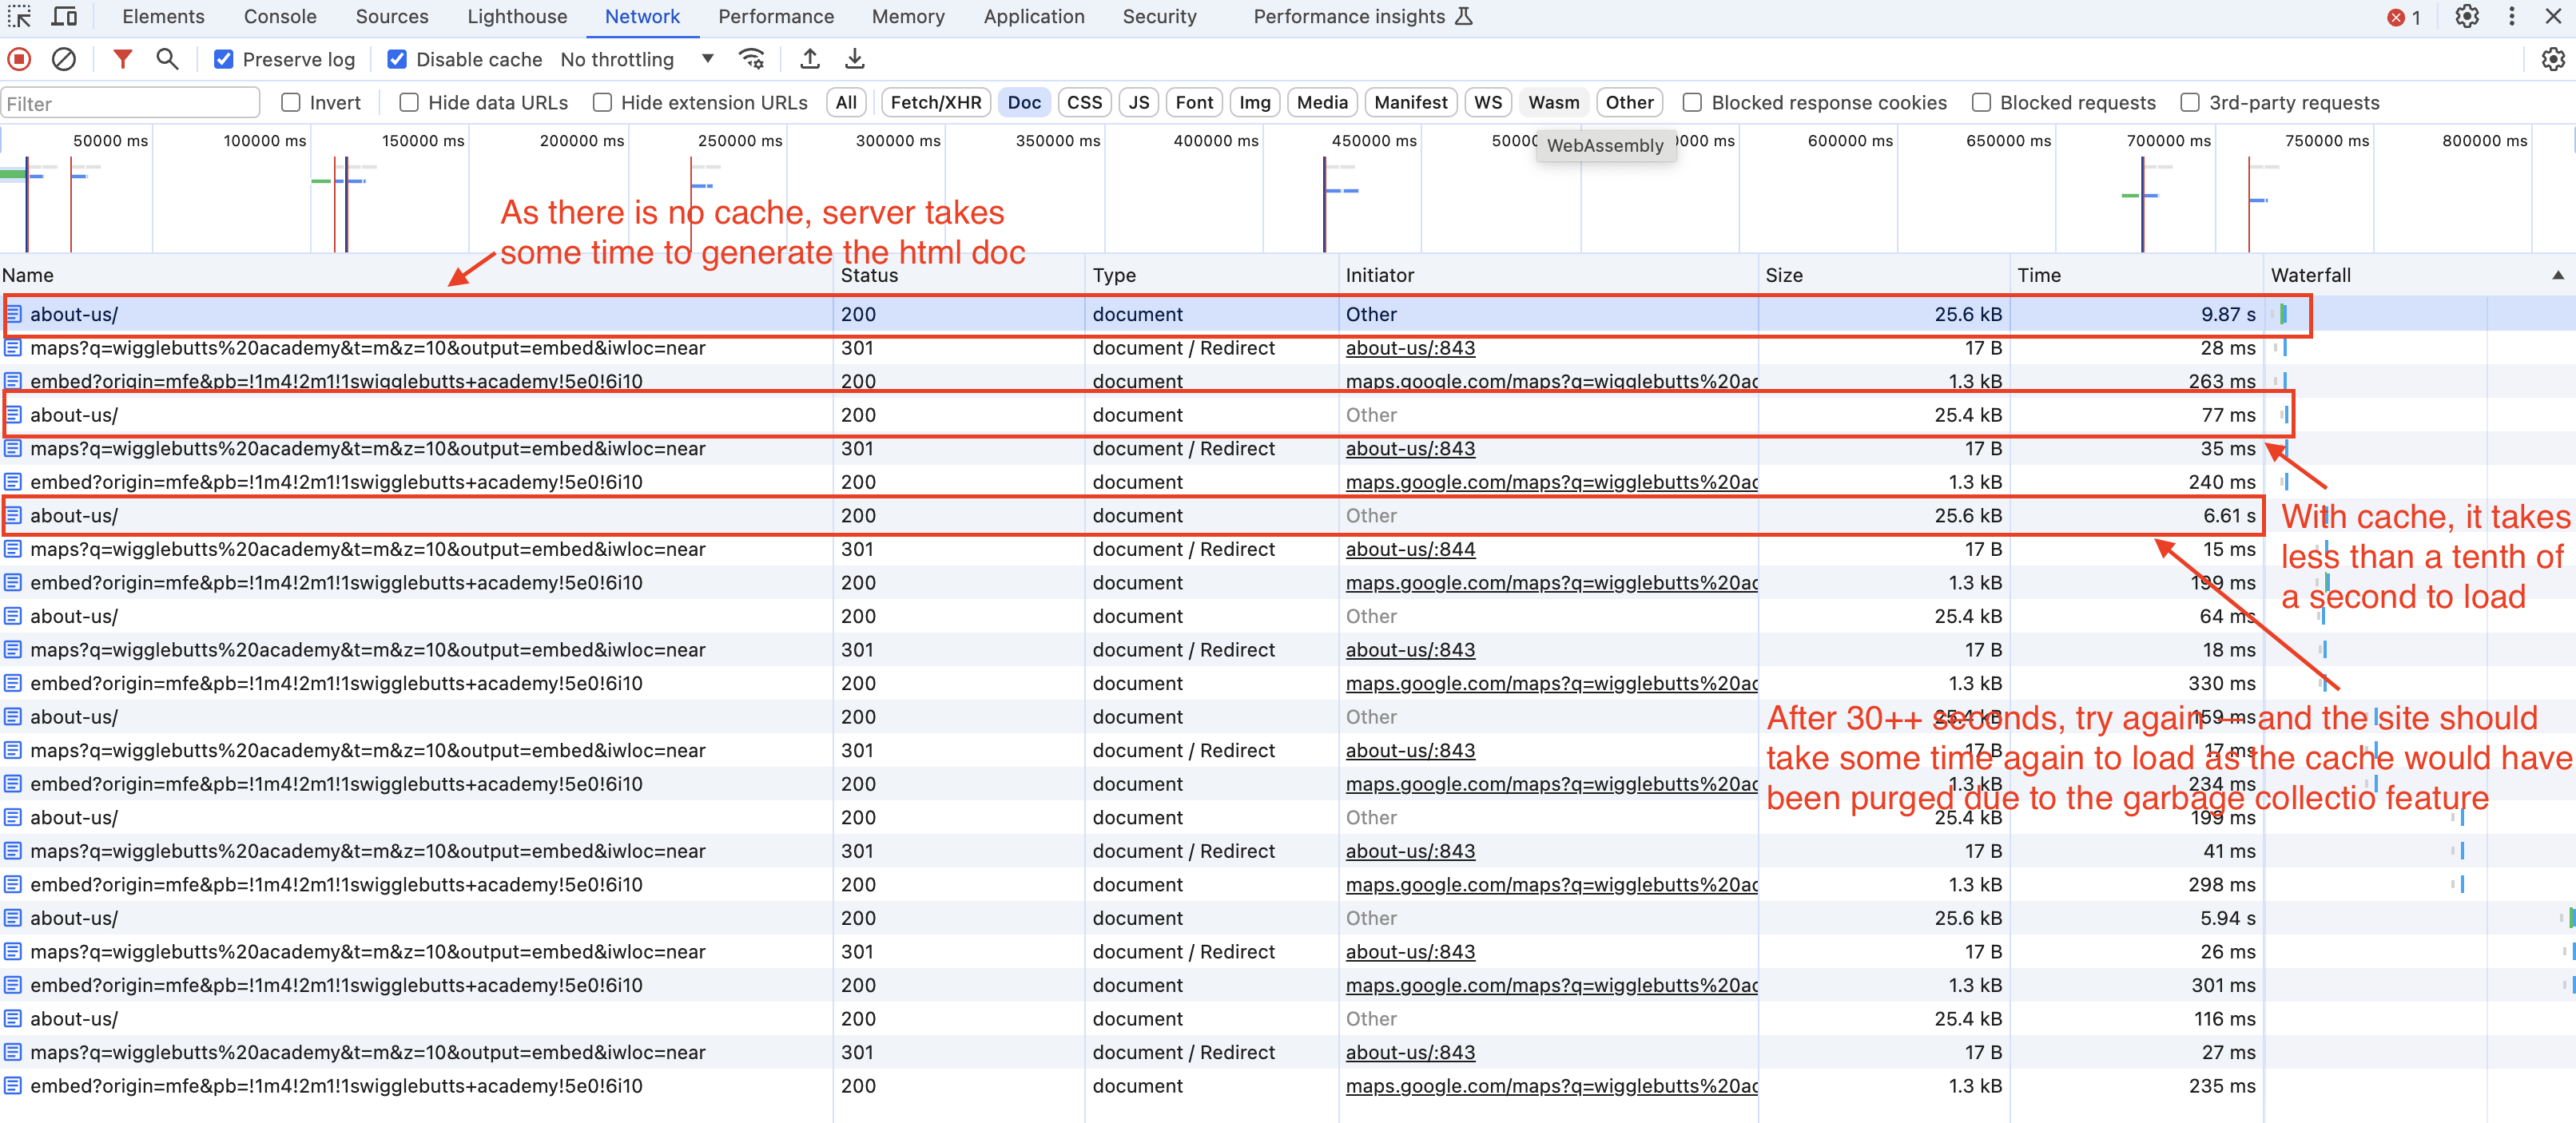 Elements Console Sources Lighthouse Network Performance Memory Application Security Performance insights 1
Preserve log Disable cache No throttling
Filter Invert Hide data URLs Hide extension URLs All Fetch/XHR Doc CSS JS Font Img Media Manifest WS Wasm Other Blocked response cookies Blocked requests 3rd-party requests
50000 ms 100000 ms 150000 ms 200000 ms 250000 ms 300000 ms 350000 ms 400000 ms 450000 ms 600000 ms 650000 ms 700000 ms 750000 ms 800000 ms
WebAssembly
As there is no cache, server takes
some time to generate the html doc
Name Status Type Initiator Size Time Waterfall
about-us/ 200 document Other 25.6 kB 9.87 s
maps?q=wigglebutts%20academy&t=m&z=10&output=embed&iwloc=near 301 document / Redirect about-us/:843 17 B 28 ms
embed?origin=mfe&pb=!1m4!2m1!1swigglebutts+academy!5e0!6i10 200 document maps.google.com/maps?q=wigglebutts%20ac 1.3 kB 263 ms
about-us/ 200 document Other 25.4 kB 77 ms
maps?q=wigglebutts%20academy&t=m&z=10&output=embed&iwloc=near 301 document / Redirect about-us/:843 17 B 35 ms
embed?origin=mfe&pb=!1m4!2m1!1swigglebutts+academy!5e0!6i10 200 document maps.google.com/maps?q=wigglebutts%20ac 1.3 kB 240 ms
about-us/ 200 document Other 25.6 kB 6.61 s
maps?q=wigglebutts%20academy&t=m&z=10&output=embed&iwloc=near 301 document / Redirect about-us/:844 17 B 15 ms
embed?origin=mfe&pb=!1m4!2m1!1swigglebutts+academy!5e0!6i10 200 document maps.google.com/maps?q=wigglebutts%20ac 1.3 kB 199 ms
about-us/ 200 document Other 25.4 kB 64 ms
maps?q=wigglebutts%20academy&t=m&z=10&output=embed&iwloc=near 301 document / Redirect about-us/:843 17 B 18 ms
embed?origin=mfe&pb=!1m4!2m1!1swigglebutts+academy!5e0!6i10 200 document maps.google.com/maps?q=wigglebutts%20ac 1.3 kB 330 ms
about-us/ 200 document Other 25.4 kB 159 ms
maps?q=wigglebutts%20academy&t=m&z=10&output=embed&iwloc=near 301 document / Redirect about-us/:843 17 B 17 ms
embed?origin=mfe&pb=!1m4!2m1!1swigglebutts+academy!5e0!6i10 200 document maps.google.com/maps?q=wigglebutts%20ac 1.3 kB 234 ms
about-us/ 200 document Other 25.4 kB 199 ms
maps?q=wigglebutts%20academy&t=m&z=10&output=embed&iwloc=near 301 document / Redirect about-us/:843 17 B 41 ms
embed?origin=mfe&pb=!1m4!2m1!1swigglebutts+academy!5e0!6i10 200 document maps.google.com/maps?q=wigglebutts%20ac 1.3 kB 298 ms
about-us/ 200 document Other 25.6 kB 5.94 s
maps?q=wigglebutts%20academy&t=m&z=10&output=embed&iwloc=near 301 document / Redirect about-us/:843 17 B 26 ms
embed?origin=mfe&pb=!1m4!2m1!1swigglebutts+academy!5e0!6i10 200 document maps.google.com/maps?q=wigglebutts%20ac 1.3 kB 301 ms
about-us/ 200 document Other 25.4 kB 116 ms
maps?q=wigglebutts%20academy&t=m&z=10&output=embed&iwloc=near 301 document / Redirect about-us/:843 17 B 27 ms
embed?origin=mfe&pb=!1m4!2m1!1swigglebutts+academy!5e0!6i10 200 document maps.google.com/maps?q=wigglebutts%20ac 1.3 kB 235 ms
With cache, it takes
less than a tenth of
a second to load
After 30++ seconds, try again — and the site should
take some time again to load as the cache would have
been purged due to the garbage collectio feature